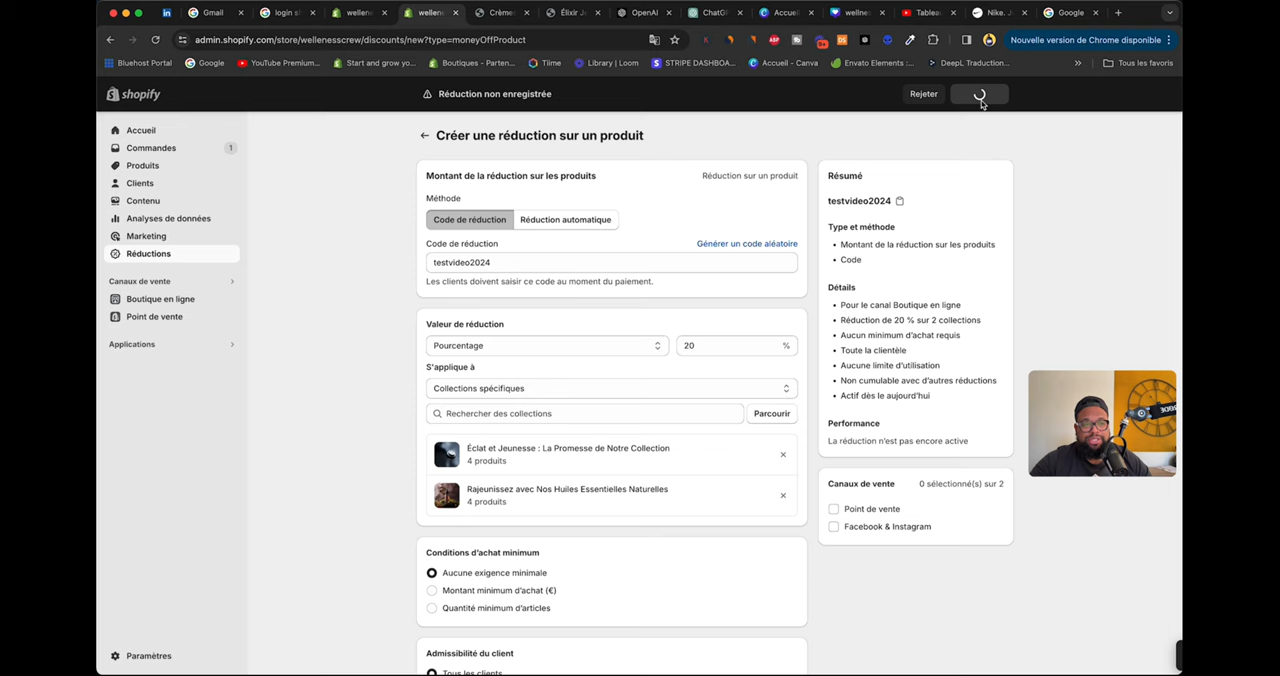 Gmail
login sh
wellene
wellene
Crème
Élixir J
OpenAI
ChatG
Accuei
wellnes
Tablea
Nike. J
Google
admin.shopify.com/store/wellenesscrew/discounts/new?type=moneyOffProduct
Nouvelle version de Chrome disponible
Bluehost Portal
Google
YouTube Premium...
Start and grow yo...
Boutiques - Parten...
Tiime
Library | Loom
STRIPE DASHBOA...
Accueil - Canva
Envato Elements :...
DeepL Traduction...
Tous les favoris
shopify
Réduction non enregistrée
Rejeter
Accueil
Commandes
1
Produits
Clients
Contenu
Analyses de données
Marketing
Réductions
Canaux de vente
Boutique en ligne
Point de vente
Applications
Paramètres
Créer une réduction sur un produit
Montant de la réduction sur les produits
Réduction sur un produit
Méthode
Code de réduction
Réduction automatique
Code de réduction
Générer un code aléatoire
testvideo2024
Les clients doivent saisir ce code au moment du paiement.
Valeur de réduction
Pourcentage
20 %
S'applique à
Collections spécifiques
Rechercher des collections
Parcourir
Éclat et Jeunesse : La Promesse de Notre Collection
4 produits
Rajeunissez avec Nos Huiles Essentielles Naturelles
4 produits
Conditions d'achat minimum
Aucune exigence minimale
Montant minimum d'achat (€)
Quantité minimum d'articles
Admissibilité du client
Tous les clients
Résumé
testvideo2024
Type et méthode
• Montant de la réduction sur les produits
• Code
Détails
• Pour le canal Boutique en ligne
• Réduction de 20 % sur 2 collections
• Aucun minimum d'achat requis
• Toute la clientèle
• Aucune limite d'utilisation
• Non cumulable avec d'autres réductions
• Actif dès le aujourd'hui
Performance
La réduction n'est pas encore active
Canaux de vente
0 sélectionné(s) sur 2
Point de vente
Facebook & Instagram